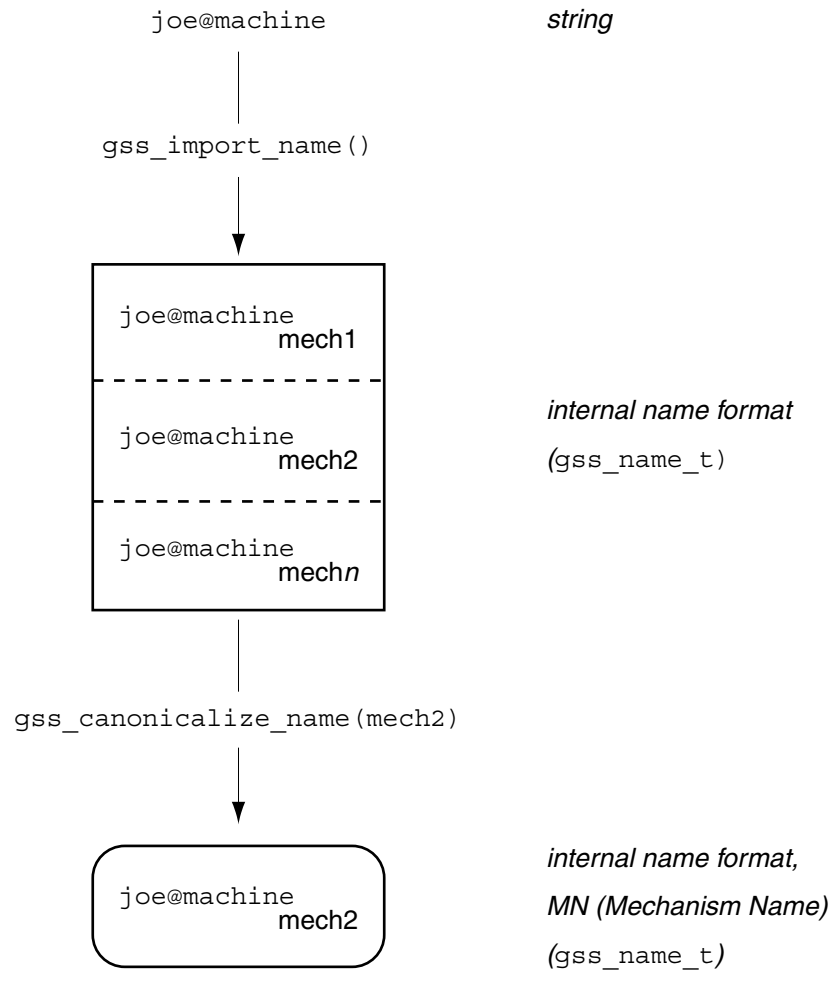 joe@machine string
gss_import_name()
joe@machine
mech1
joe@machine
mech2
joe@machine
mechn
internal name format
(gss_name_t)
gss_canonicalize_name(mech2)
joe@machine
mech2
internal name format,
MN (Mechanism Name)
(gss_name_t)